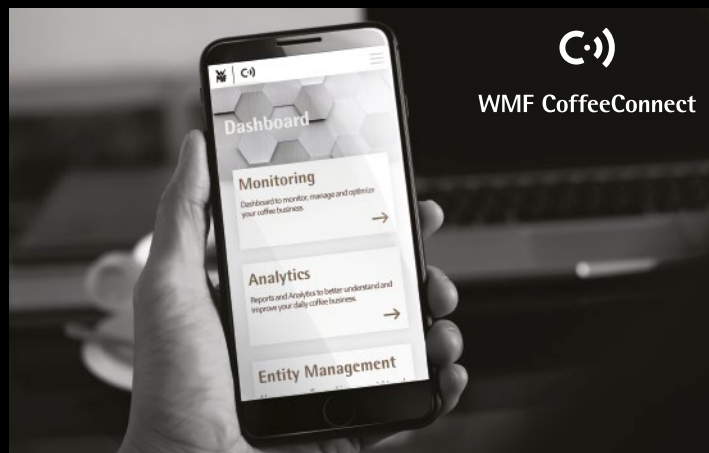 WMF
Dashboard
Monitoring
Dashboard to monitor, manage and optimize
your coffee business.
Analytics
Reports and Analytics to better understand and
improve your daily coffee business.
Entity Management
WMF CoffeeConnect